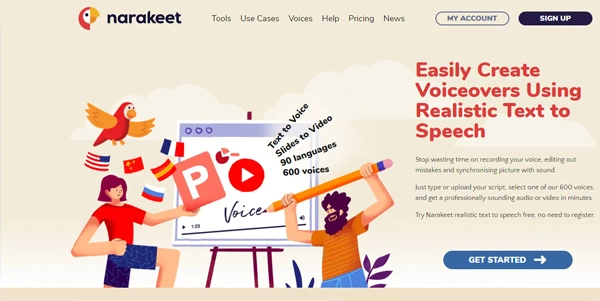 narakeet
Tools Use Cases Voices Help Pricing News
MY ACCOUNT
SIGN UP
Text to Voice
Slides to Video
90 languages
600 voices
P
Voice
1:03
Easily Create
Voiceovers Using
Realistic Text to
Speech
Stop wasting time on recording your voice, editing out
mistakes and synchronising picture with sound.
Just type or upload your script, select one of our 600 voices,
and get a professionally sounding audio or video in minutes.
Try Narakeet realistic text to speech free, no need to register.
GET STARTED